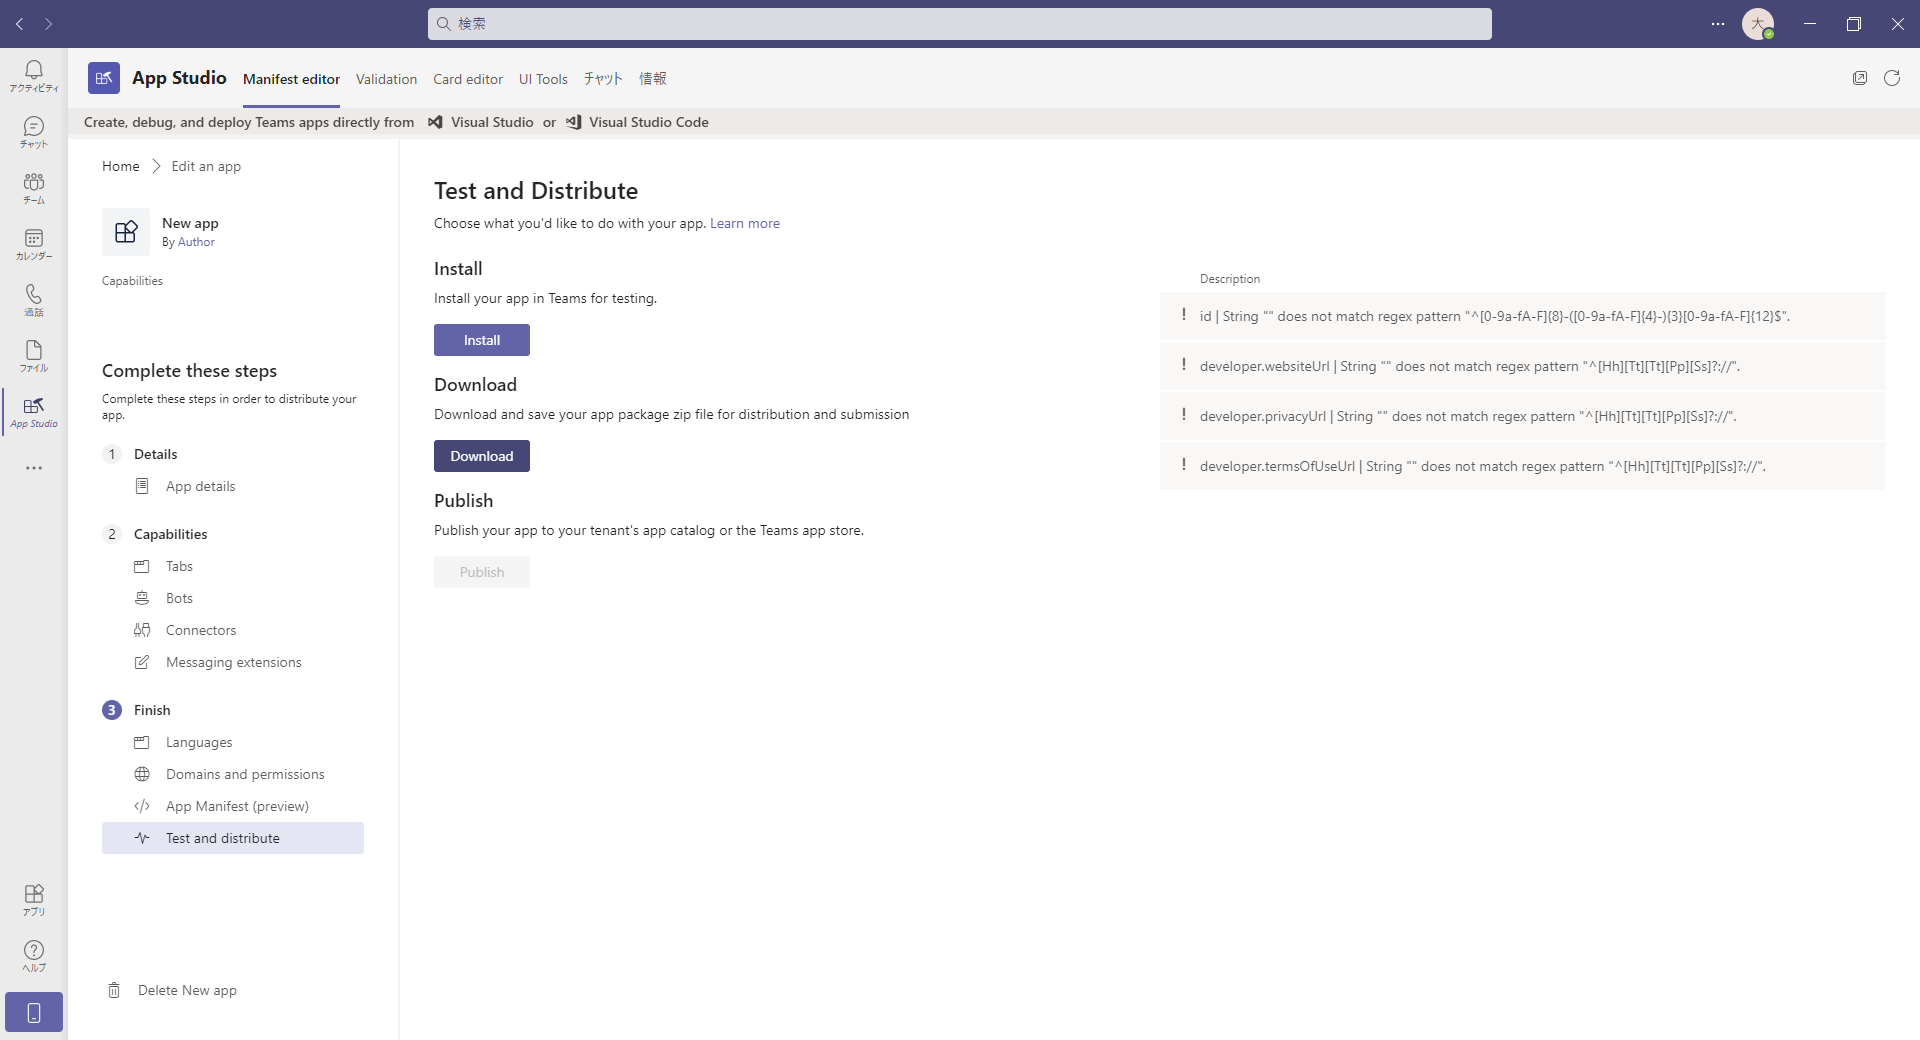 検索
大
アクティビティ
チャット
チーム
カレンダー
通話
ファイル
App Studio
アプリ
ヘルプ
App Studio
Manifest editor
Validation
Card editor
UI Tools
チャット
情報
Create, debug, and deploy Teams apps directly from Visual Studio or Visual Studio Code
Home
Edit an app
New app
By Author
Capabilities
Complete these steps
Complete these steps in order to distribute your
app.
1 Details
App details
2 Capabilities
Tabs
Bots
Connectors
Messaging extensions
3 Finish
Languages
Domains and permissions
App Manifest (preview)
Test and distribute
Delete New app
Test and Distribute
Choose what you'd like to do with your app. Learn more
Install
Install your app in Teams for testing.
Install
Download
Download and save your app package zip file for distribution and submission
Download
Publish
Publish your app to your tenant's app catalog or the Teams app store.
Publish
Description
! id | String "" does not match regex pattern "^[0-9a-fA-F]{8}-([0-9a-fA-F]{4}-){3}[0-9a-fA-F]{12}$".
! developer.websiteUrl | String "" does not match regex pattern "^[Hh][Tt][Tt][Pp][Ss]?://".
! developer.privacyUrl | String "" does not match regex pattern "^[Hh][Tt][Tt][Pp][Ss]?://".
! developer.termsOfUseUrl | String "" does not match regex pattern "^[Hh][Tt][Tt][Pp][Ss]?://".